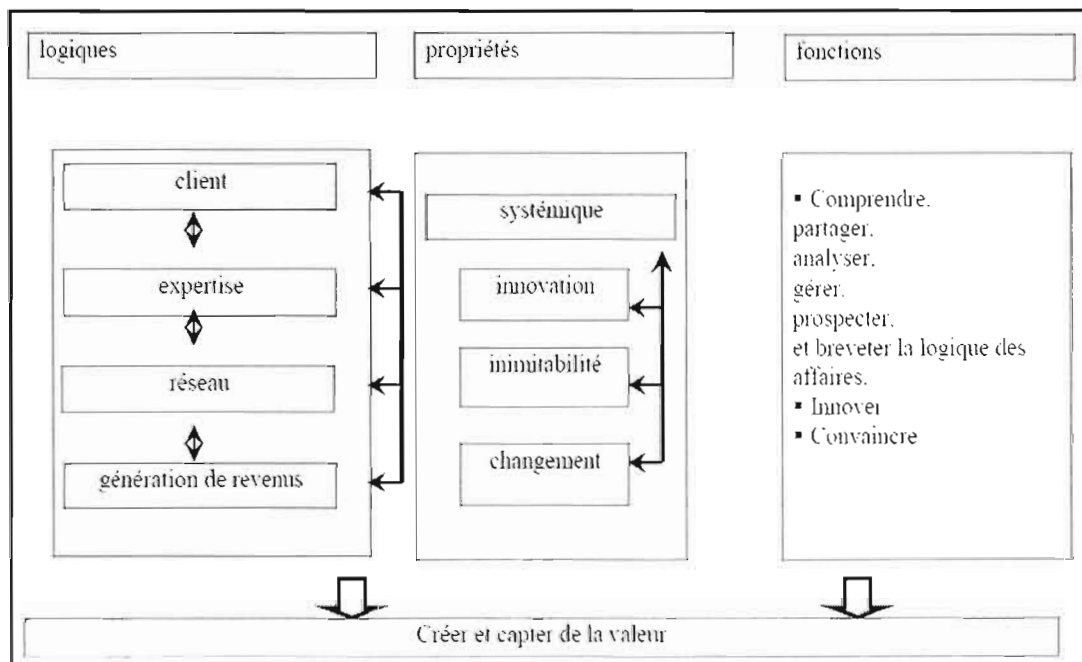 logiques
propriétés
fonctions
client
expertise
réseau
génération de revenus
systémique
innovation
inimitabilité
changement
▪ Comprendre,
partager,
analyser,
gérer,
prospecter,
et breveter la logique des
affaires.
▪ Innover
▪ Convaincre
Créer et capter de la valeur